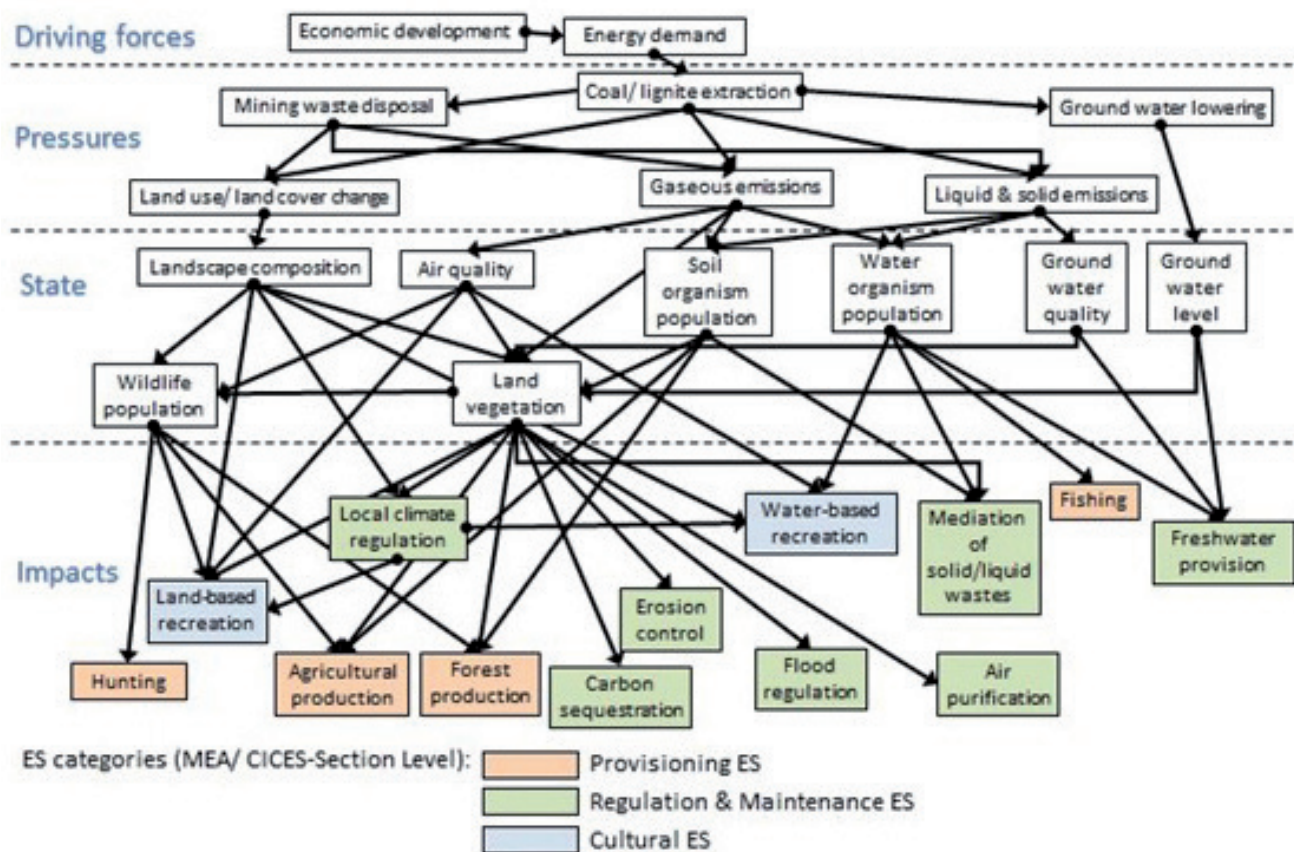 Driving forces
Economic development
Energy demand
Pressures
Coal/ lignite extraction
Mining waste disposal
Ground water lowering
Land use/ land cover change
Gaseous emissions
Liquid & solid emissions
State
Landscape composition
Air quality
Soil
organism
population
Water
organism
population
Ground
water
quality
Ground
water
level
Wildlife
population
Land
vegetation
Impacts
Local climate
regulation
Water-based
recreation
Mediation
of
solid/liquid
wastes
Fishing
Freshwater
provision
Land-based
recreation
Erosion
control
Hunting
Agricultural
production
Forest
production
Carbon
sequestration
Flood
regulation
Air
purification
ES categories (MEA/ CICES-Section Level):
Provisioning ES
Regulation & Maintenance ES
Cultural ES